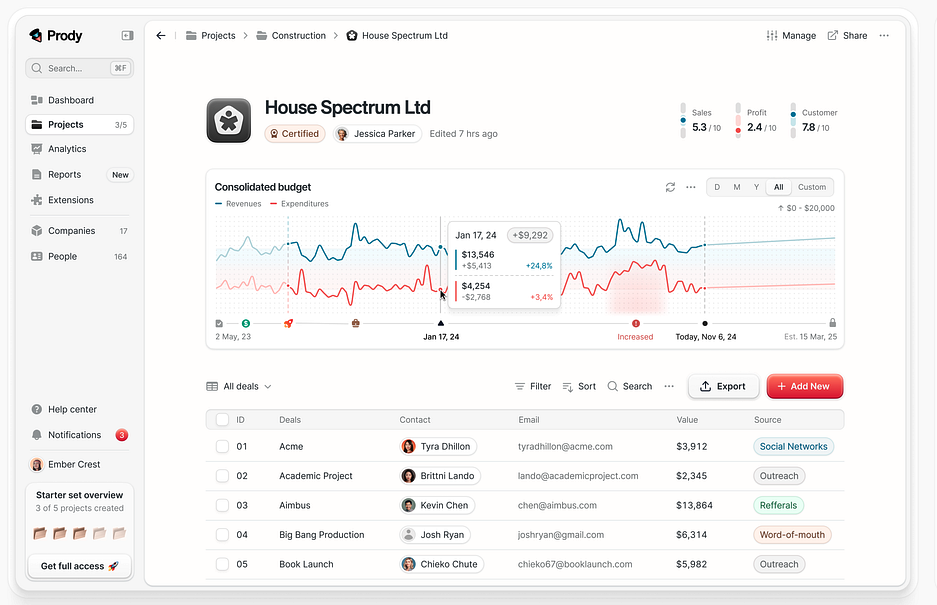 Prody
Search... ⌘F
Dashboard
Projects 3/5
Analytics
Reports New
Extensions
Companies 17
People 164
Help center
Notifications 3
Ember Crest
Starter set overview
3 of 5 projects created
Get full access
Projects > Construction > House Spectrum Ltd
Manage Share ...
House Spectrum Ltd
Certified Jessica Parker Edited 7 hrs ago
Sales 5.3 / 10
Profit 2.4 / 10
Customer 7.8 / 10
Consolidated budget
D M Y All Custom
Revenues Expenditures
↑ $0 - $20,000
Jan 17, 24 +$9,292
$13,546
+$5,413 +24,8%
$4,254
-$2,768 +3,4%
2 May, 23 Jan 17, 24 Increased Today, Nov 6, 24 Est. 15 Mar, 25
All deals Filter Sort Search ... Export + Add New
ID Deals Contact Email Value Source
01 Acme Tyra Dhillon tyradhillon@acme.com $3,912 Social Networks
02 Academic Project Brittni Lando lando@academicproject.com $2,345 Outreach
03 Aimbus Kevin Chen chen@aimbus.com $13,864 Refferals
04 Big Bang Production Josh Ryan joshryan@gmail.com $6,314 Word-of-mouth
05 Book Launch Chieko Chute chieko67@booklaunch.com $5,982 Outreach